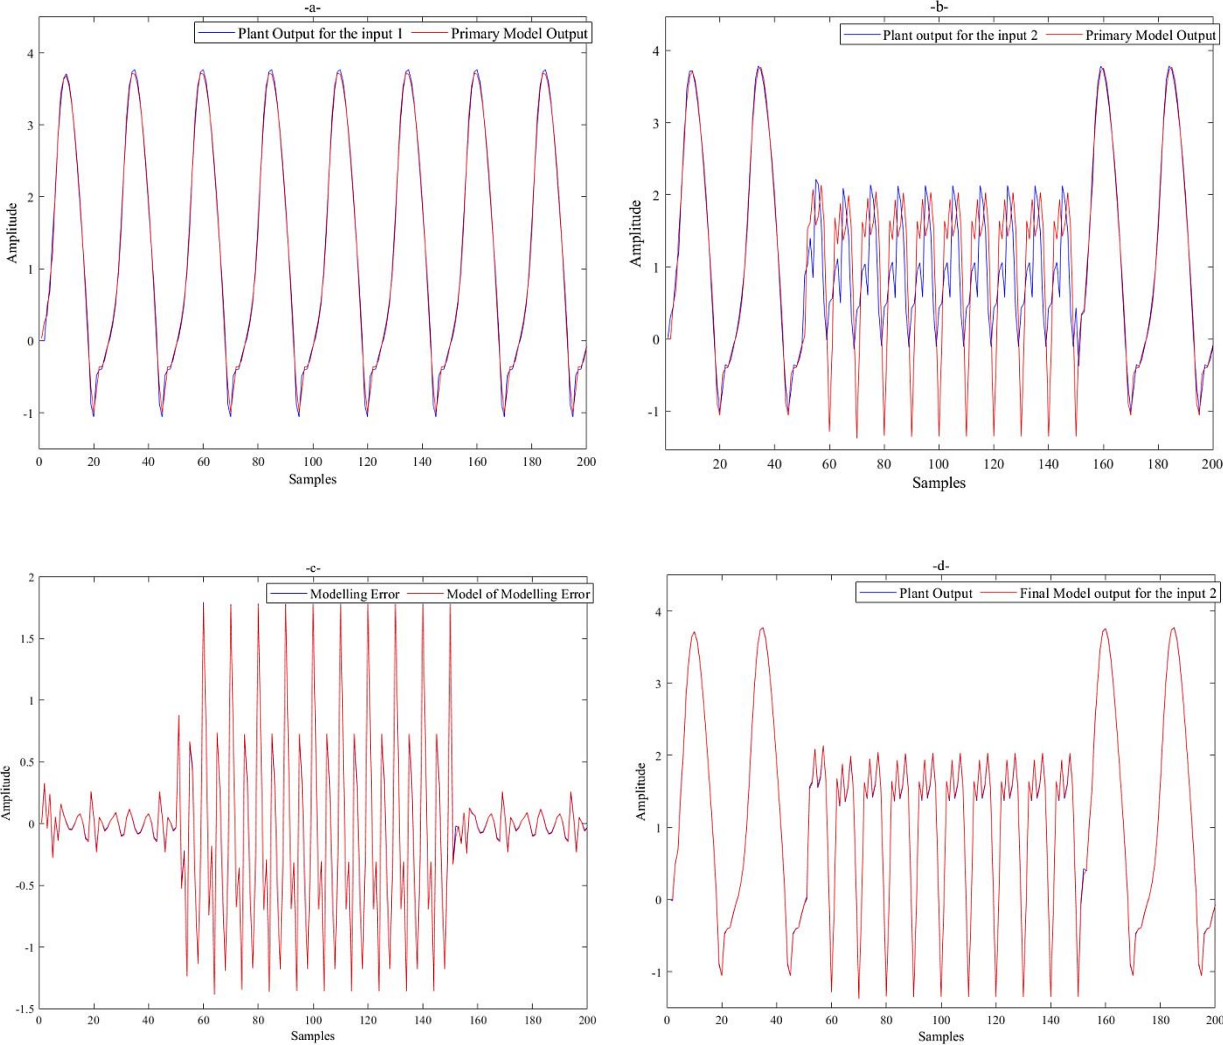 -a-
Plant Output for the input 1 Primary Model Output
4
3
2
1
0
-1
Amplitude
0 20 40 60 80 100 120 140 160 180 200
Samples
-b-
Plant output for the input 2 Primary Model Output
4
3
2
1
0
-1
Amplitude
20 40 60 80 100 120 140 160 180 200
Samples
-c-
Modelling Error Model of Modelling Error
2
1.5
1
0.5
0
-0.5
-1
-1.5
Amplitude
0 20 40 60 80 100 120 140 160 180 200
Samples
-d-
Plant Output Final Model output for the input 2
4
3
2
1
0
-1
Amplitude
0 20 40 60 80 100 120 140 160 180 200
Samples